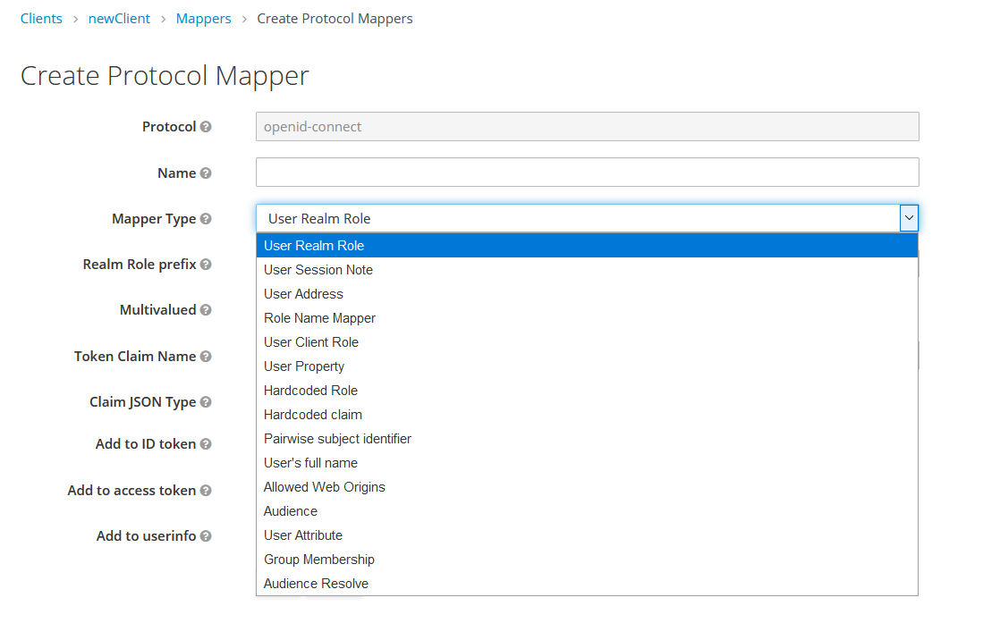 Clients > newClient > Mappers > Create Protocol Mappers
Create Protocol Mapper
Protocol
openid-connect
Name
Mapper Type
User Realm Role
User Realm Role
Realm Role prefix
User Session Note
User Address
Multivalued
Role Name Mapper
User Client Role
Token Claim Name
User Property
Hardcoded Role
Claim JSON Type
Hardcoded claim
Add to ID token
Pairwise subject identifier
User's full name
Add to access token
Allowed Web Origins
Audience
Add to userinfo
User Attribute
Group Membership
Audience Resolve